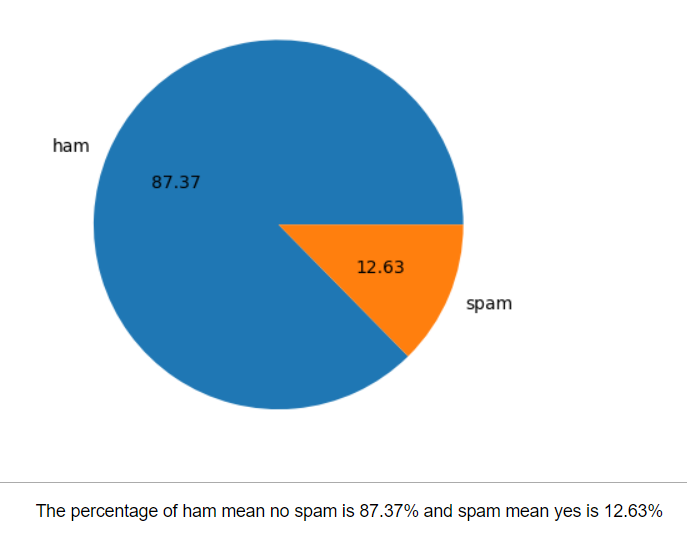 ham
87.37
12.63
spam
The percentage of ham mean no spam is 87.37% and spam mean yes is 12.63%